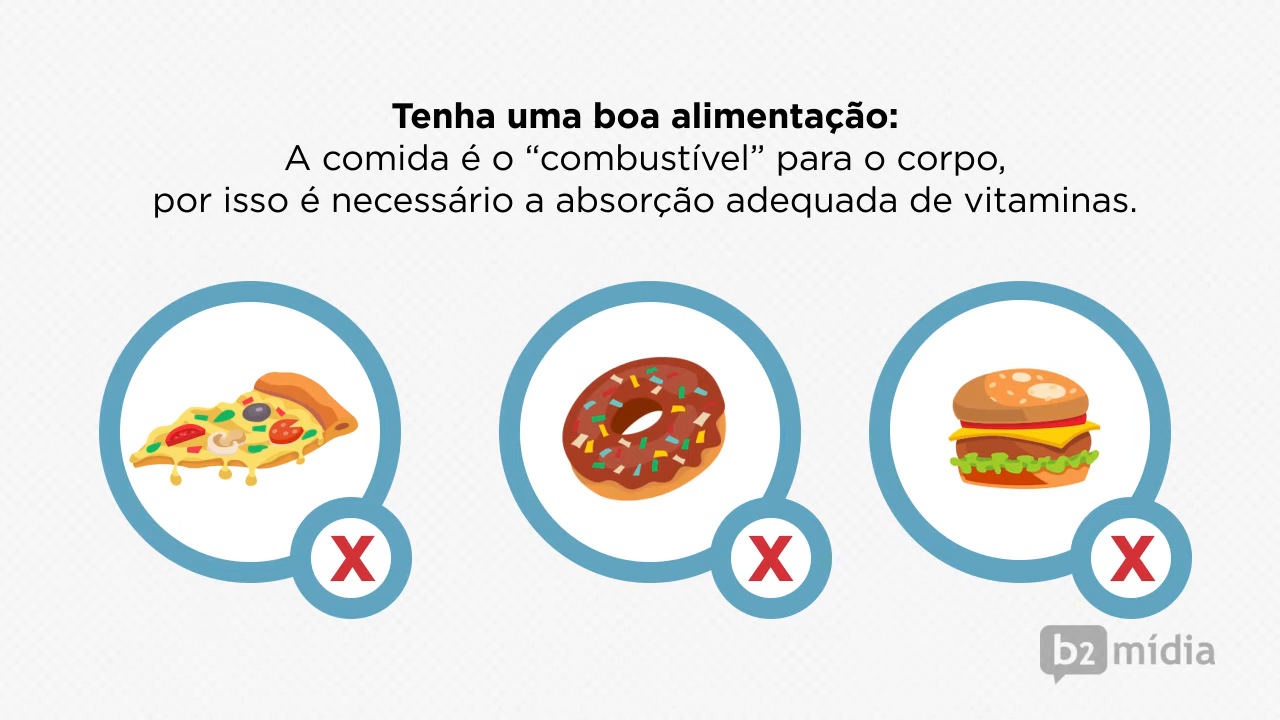 Tenha uma boa alimentação:
A comida é o “combustível” para o corpo,
por isso é necessário a absorção adequada de vitaminas.
X
X
X
b2 mídia